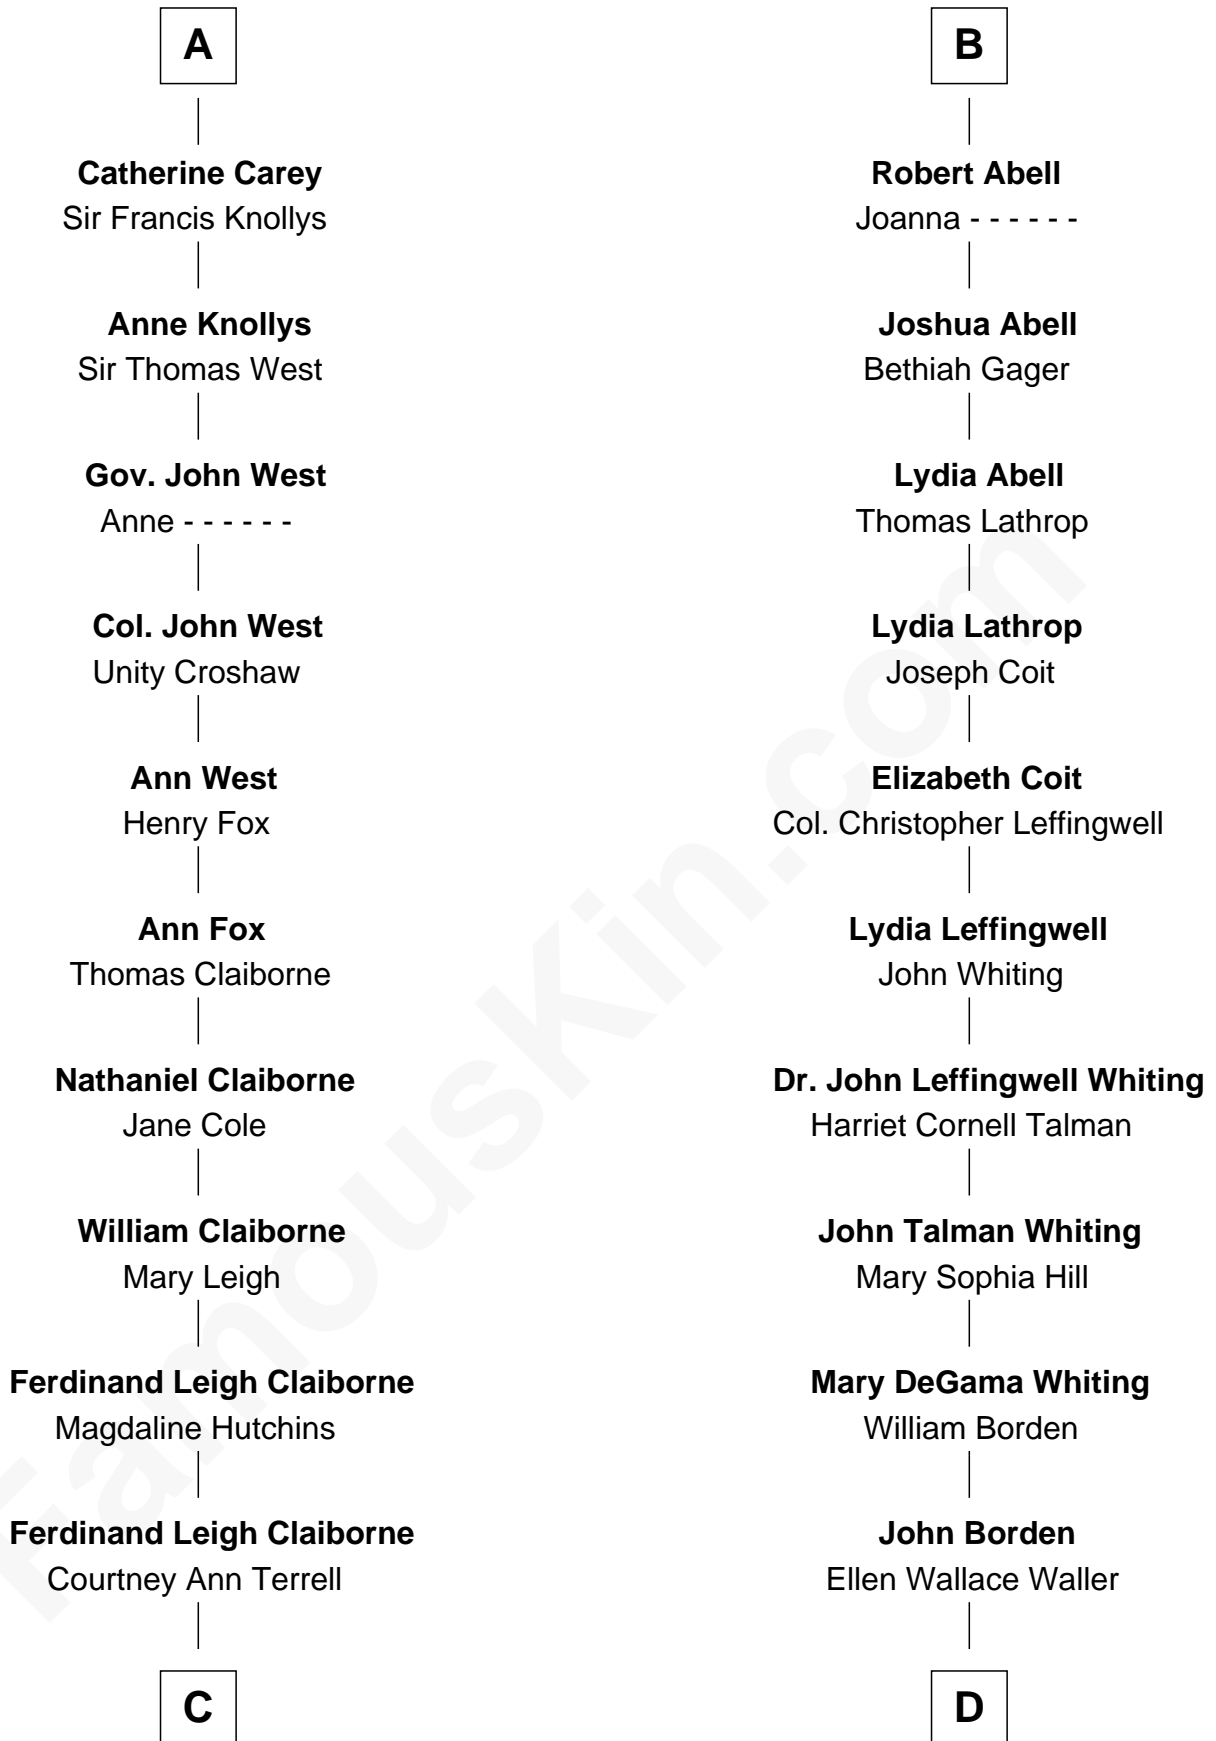 A
Catherine Carey
Sir Francis Knollys
Anne Knollys
Sir Thomas West
Gov. John West
Anne - - - - - -
Col. John West
Unity Croshaw
Ann West
Henry Fox
Ann Fox
Thomas Claiborne
Nathaniel Claiborne
Jane Cole
William Claiborne
Mary Leigh
Ferdinand Leigh Claiborne
Magdaline Hutchins
Ferdinand Leigh Claiborne
Courtney Ann Terrell
C
B
Robert Abell
Joanna - - - - - -
Joshua Abell
Bethiah Gager
Lydia Abell
Thomas Lathrop
Lydia Lathrop
Joseph Coit
Elizabeth Coit
Col. Christopher Leffingwell
Lydia Leffingwell
John Whiting
Dr. John Leffingwell Whiting
Harriet Cornell Talman
John Talman Whiting
Mary Sophia Hill
Mary DeGama Whiting
William Borden
John Borden
Ellen Wallace Waller
D
FamousKin.com